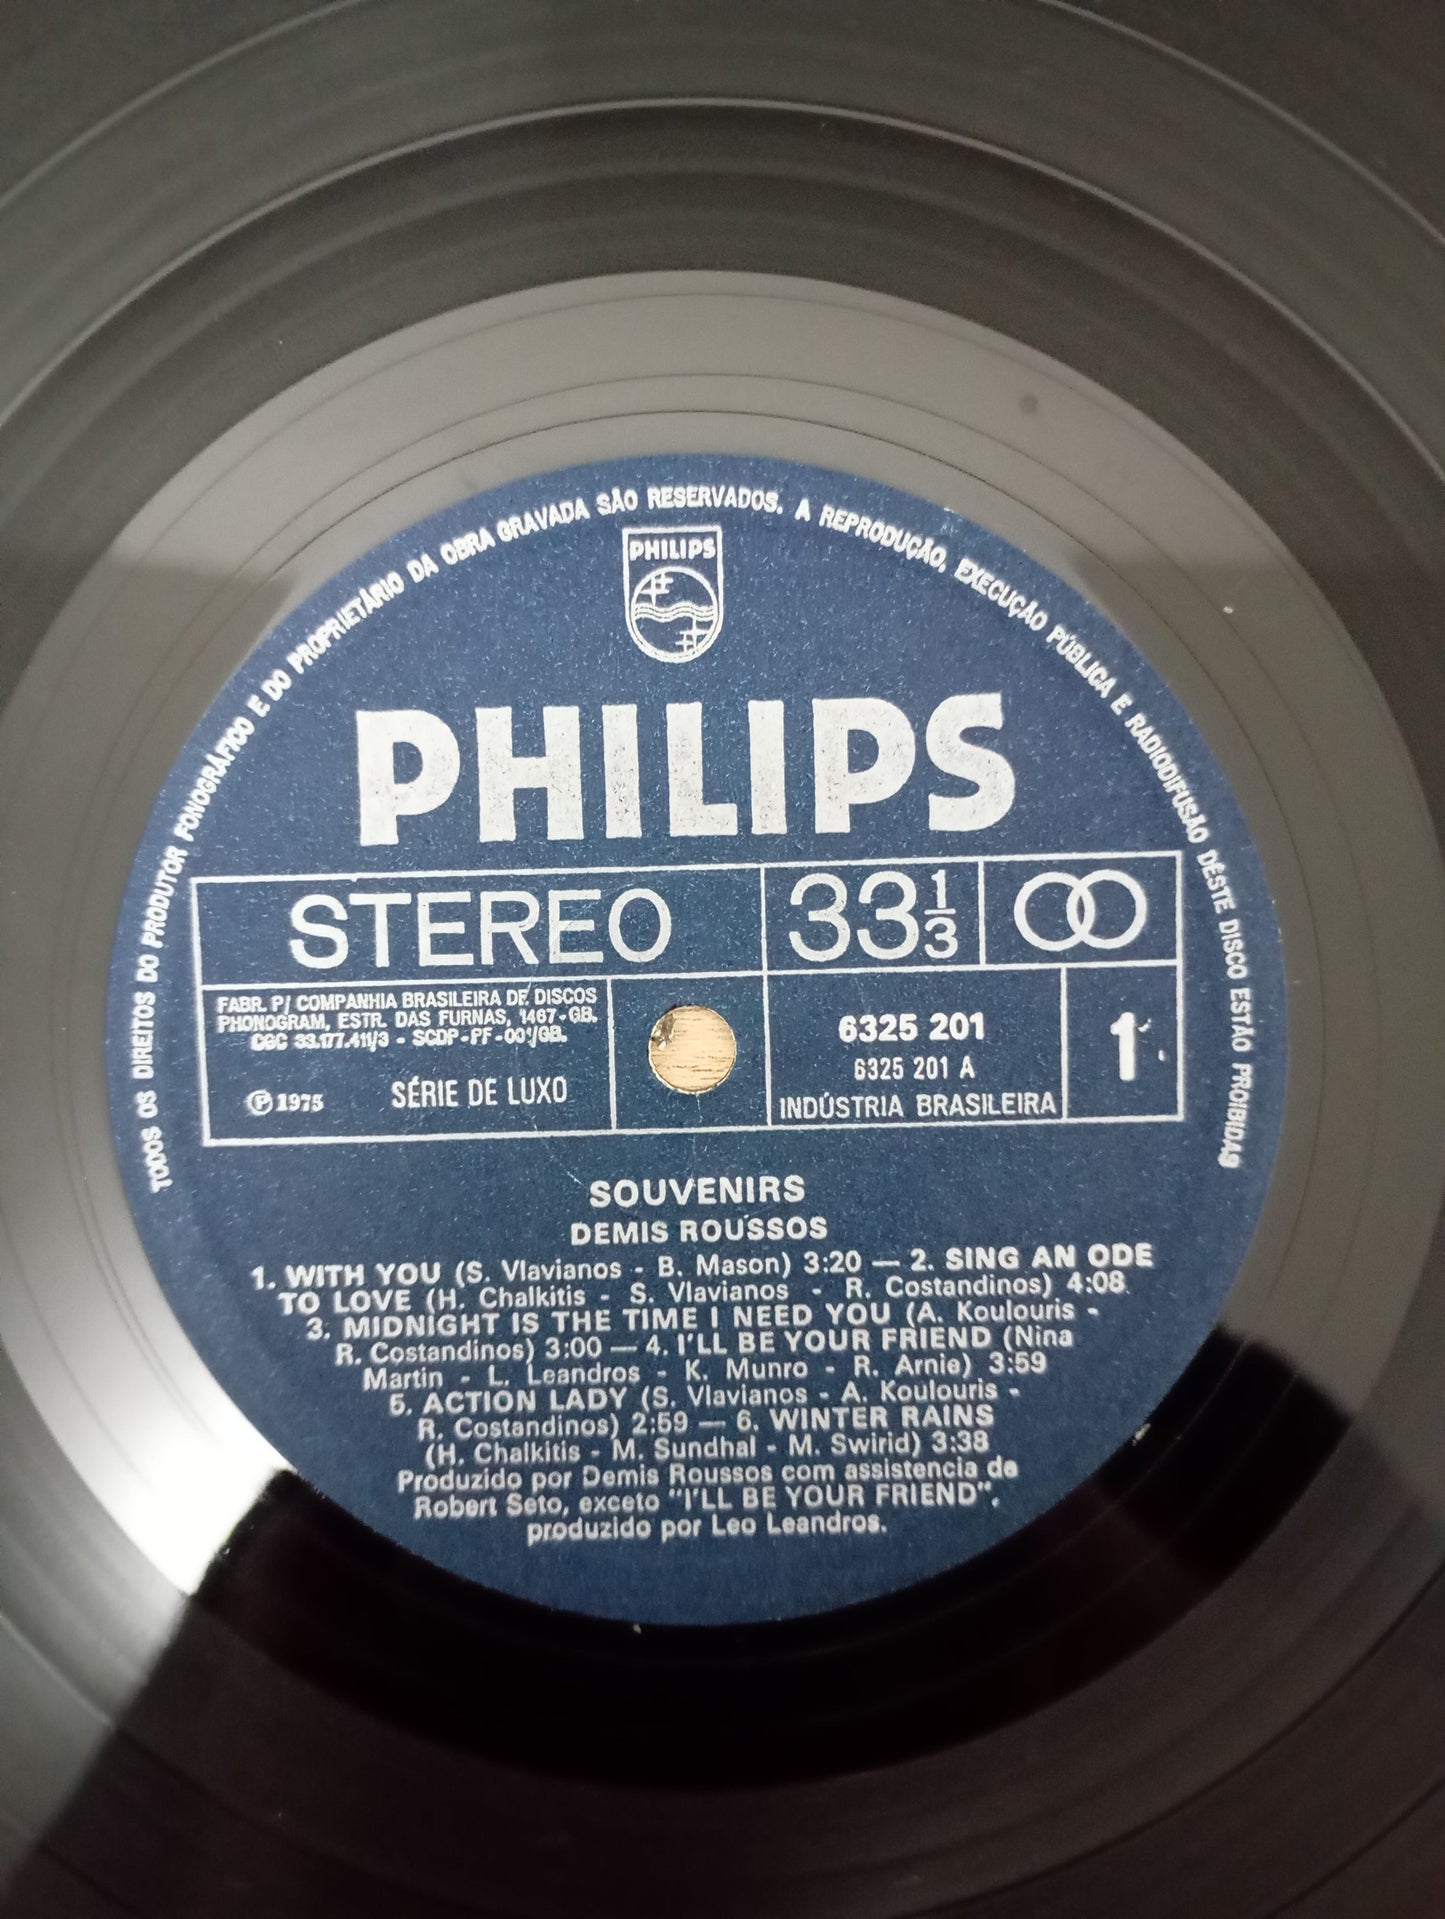 TODOS OS DIREITOS DO PRODUTOR FONOGRÁFICO E DO PROPRIETÁRIO DA OBRA GRAVADA SÃO RESERVADOS. A REPRODUÇÃO, EXECUÇÃO PÚBLICA E RADIODIFUSÃO DÊSTE DISCO ESTÃO PROIBIDAS
PHILIPS
PHILIPS
STEREO 33 1/3
FABR. P/ COMPANHIA BRASILEIRA DE DISCOS
PHONOGRAM, ESTR. DAS FURNAS, 1467-GB.
CGC 33.177.411/3 - SCDP-PF-001/GB.
℗ 1975 SÉRIE DE LUXO
6325 201
6325 201 A
INDÚSTRIA BRASILEIRA
1
SOUVENIRS
DEMIS ROUSSOS
1. WITH YOU (S. Vlavianos - B. Mason) 3:20 — 2. SING AN ODE
TO LOVE (H. Chalkitis - S. Vlavianos - R. Costandinos) 4:08
3. MIDNIGHT IS THE TIME I NEED YOU (A. Koulouris -
R. Costandinos) 3:00 — 4. I'LL BE YOUR FRIEND (Nina
Martin - L. Leandros - K. Munro - R. Arnie) 3:59
5. ACTION LADY (S. Vlavianos - A. Koulouris -
R. Costandinos) 2:59 — 6. WINTER RAINS
(H. Chalkitis - M. Sundhal - M. Swirid) 3:38
Produzido por Demis Roussos com assistencia de
Robert Seto, exceto "I'LL BE YOUR FRIEND",
produzido por Leo Leandros.